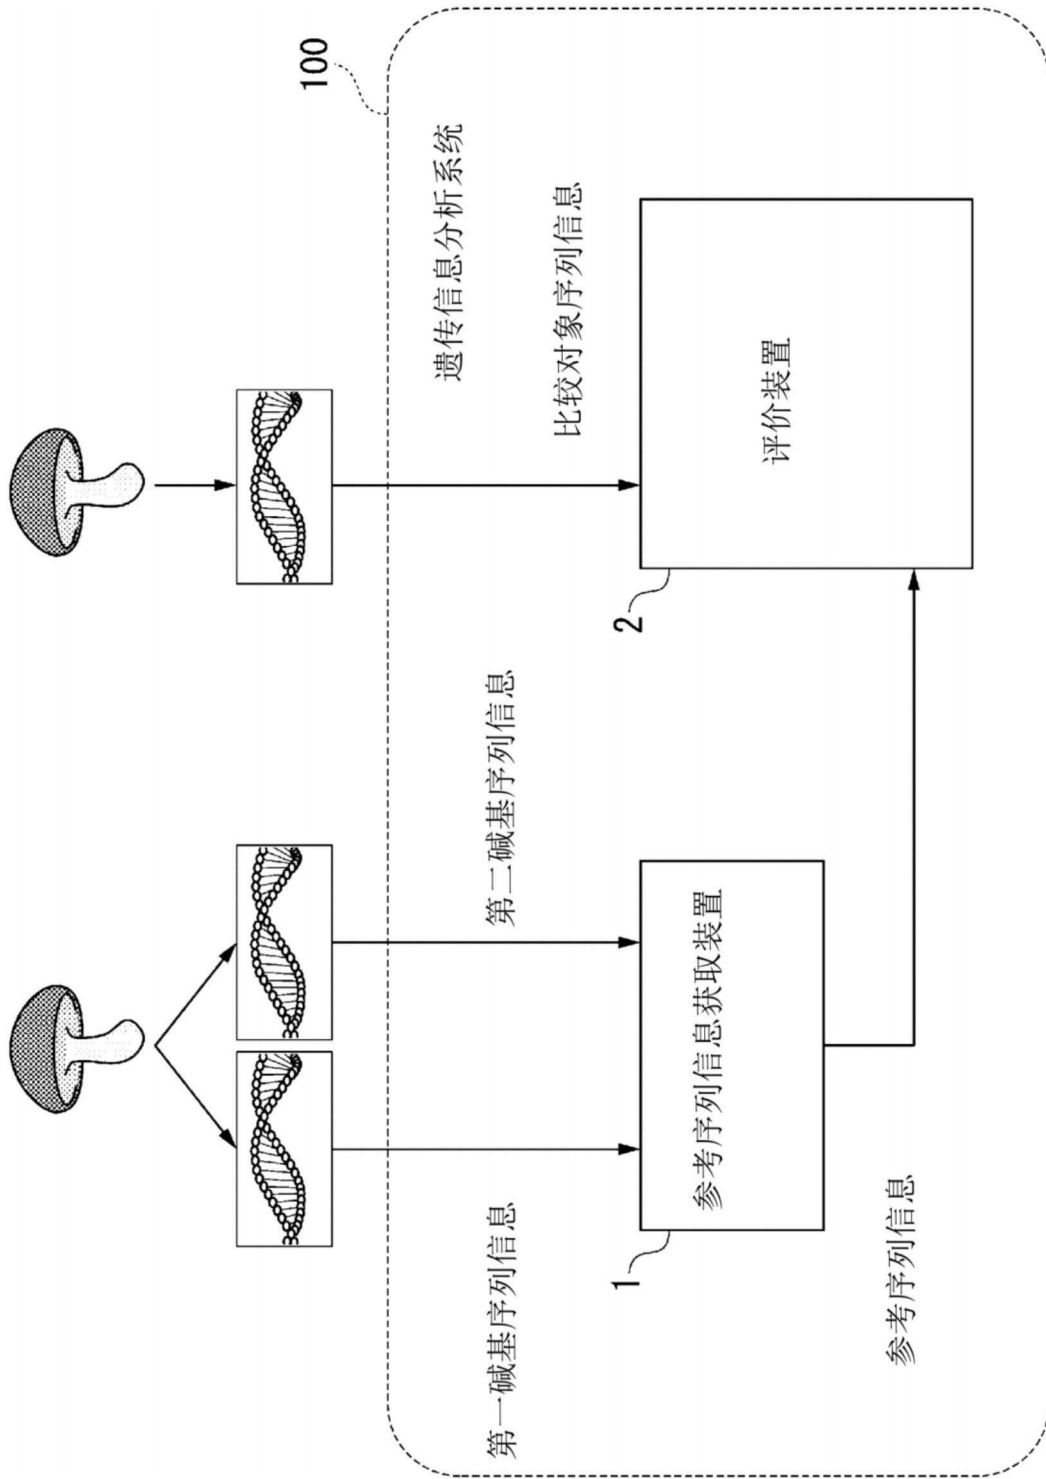 100
遗传信息分析系统
第一碱基序列信息
第二碱基序列信息
比较对象序列信息
1
参考序列信息获取装置
2
评价装置
参考序列信息